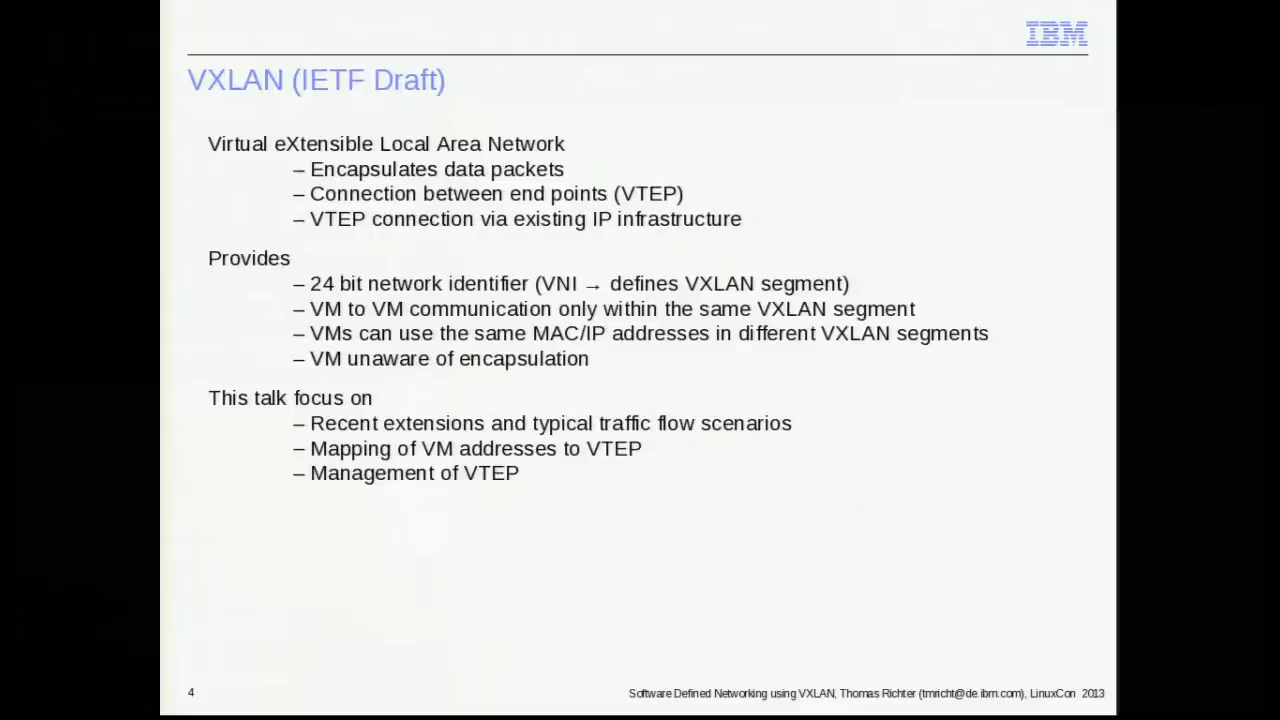 IBM
VXLAN (IETF Draft)
Virtual eXtensible Local Area Network
– Encapsulates data packets
– Connection between end points (VTEP)
– VTEP connection via existing IP infrastructure
Provides
– 24 bit network identifier (VNI → defines VXLAN segment)
– VM to VM communication only within the same VXLAN segment
– VMs can use the same MAC/IP addresses in different VXLAN segments
– VM unaware of encapsulation
This talk focus on
– Recent extensions and typical traffic flow scenarios
– Mapping of VM addresses to VTEP
– Management of VTEP
4
Software Defined Networking using VXLAN, Thomas Richter (tmricht@de.ibm.com), LinuxCon 2013